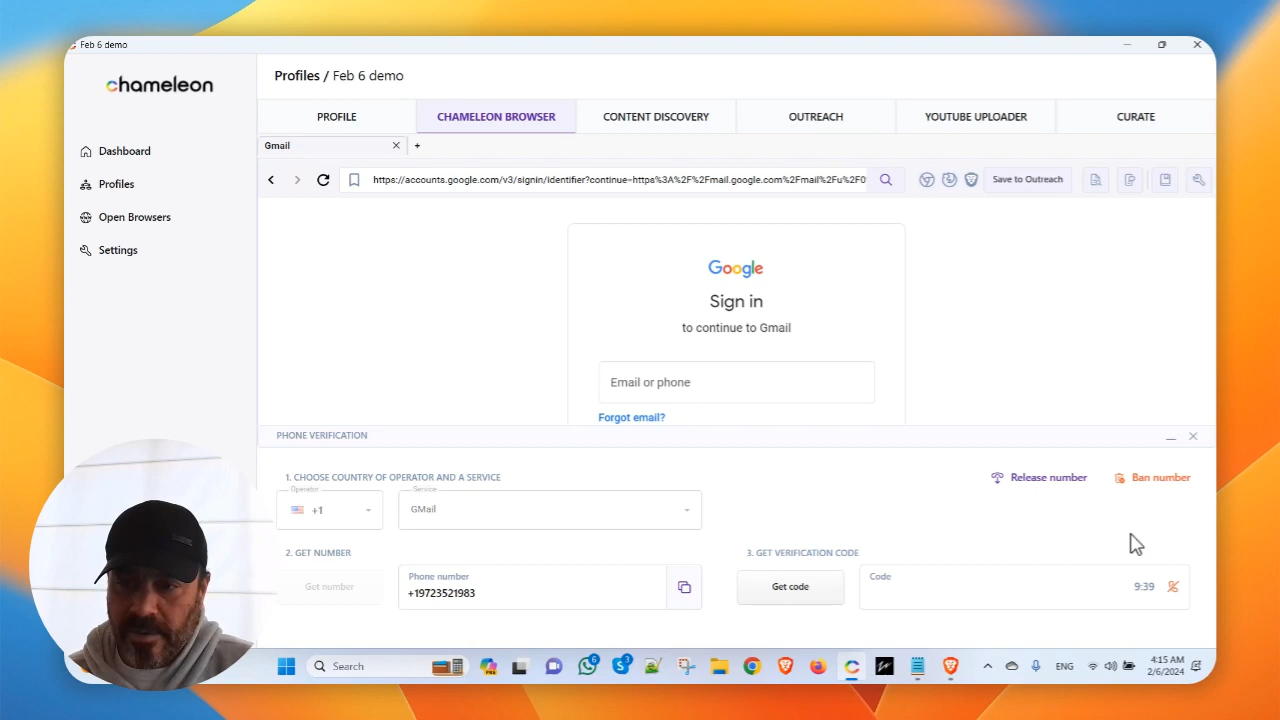 Feb 6 demo
chameleon
Profiles / Feb 6 demo
PROFILE
CHAMELEON BROWSER
CONTENT DISCOVERY
OUTREACH
YOUTUBE UPLOADER
CURATE
Dashboard
Profiles
Open Browsers
Settings
Gmail
https://accounts.google.com/v3/signin/identifier?continue=https%3A%2F%2Fmail.google.com%2Fmail%2Fu%2F0
Save to Outreach
Google
Sign in
to continue to Gmail
Email or phone
Forgot email?
PHONE VERIFICATION
1. CHOOSE COUNTRY OF OPERATOR AND A SERVICE
Release number
Ban number
Operator
+1
Service
GMail
2. GET NUMBER
3. GET VERIFICATION CODE
Get number
Phone number
+19723521983
Get code
Code
9:39
Search
PRE
6
3
ENG
4:15 AM
2/6/2024